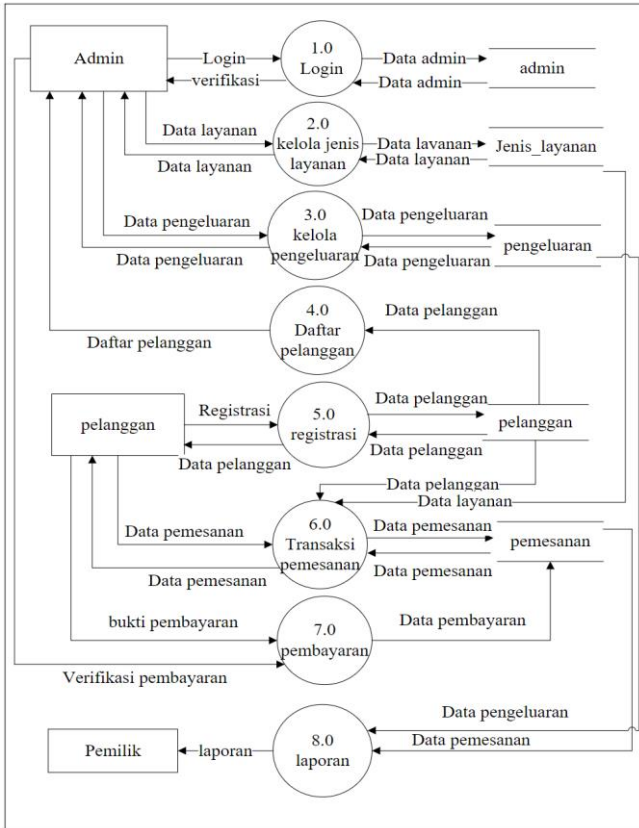 Admin
Login
verifikasi
1.0
Login
Data admin
Data admin
admin
Data layanan
Data layanan
2.0
kelola jenis
layanan
Data lavanan
Data layanan
Jenis_layanan
Data pengeluaran
Data pengeluaran
3.0
kelola
pengeluaran
Data pengeluaran
Data pengeluaran
pengeluaran
Daftar pelanggan
4.0
Daftar
pelanggan
Data pelanggan
pelanggan
Registrasi
Data pelanggan
5.0
registrasi
Data pelanggan
Data pelanggan
pelanggan
Data pelanggan
Data layanan
Data pemesanan
Data pemesanan
6.0
Transaksi
pemesanan
Data pemesanan
Data pemesanan
pemesanan
bukti pembayaran
Verifikasi pembayaran
7.0
pembayaran
Data pembayaran
Pemilik
laporan
8.0
laporan
Data pengeluaran
Data pemesanan